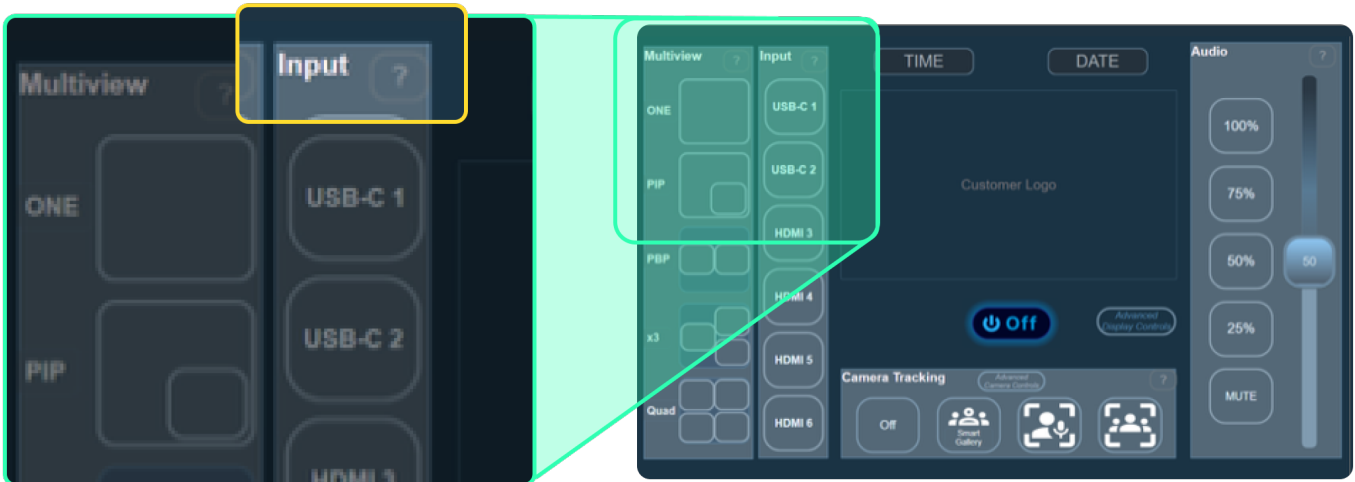 Multiview ?
Input ?
ONE
USB-C 1
USB-C 2
PIP
HDMI 3
Multiview ?
ONE
PIP
PBP
x3
Quad
Input ?
USB-C 1
USB-C 2
HDMI 3
HDMI 4
HDMI 5
HDMI 6
TIME
DATE
Customer Logo
Off
Advanced
Display Controls
Camera Tracking
Advanced
Camera Controls
?
Off
Smart
Gallery
Audio ?
100%
75%
50%
50
25%
MUTE